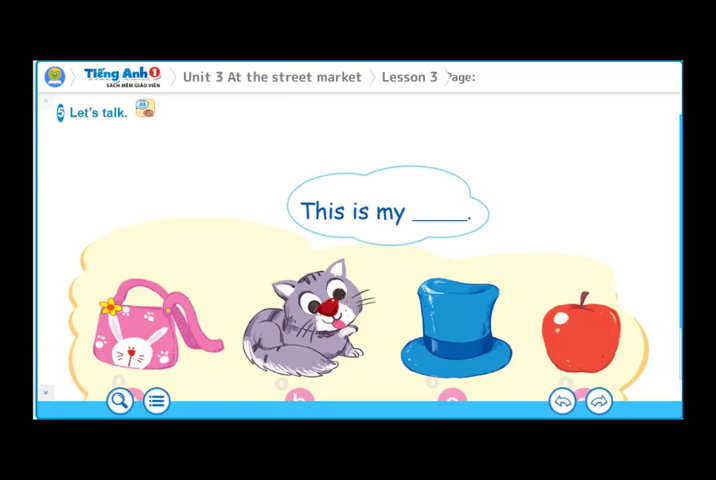 Tiếng Anh 1
SÁCH MỀM GIÁO VIÊN
Unit 3 At the street market
Lesson 3
Page:
5 Let's talk.
This is my _____.